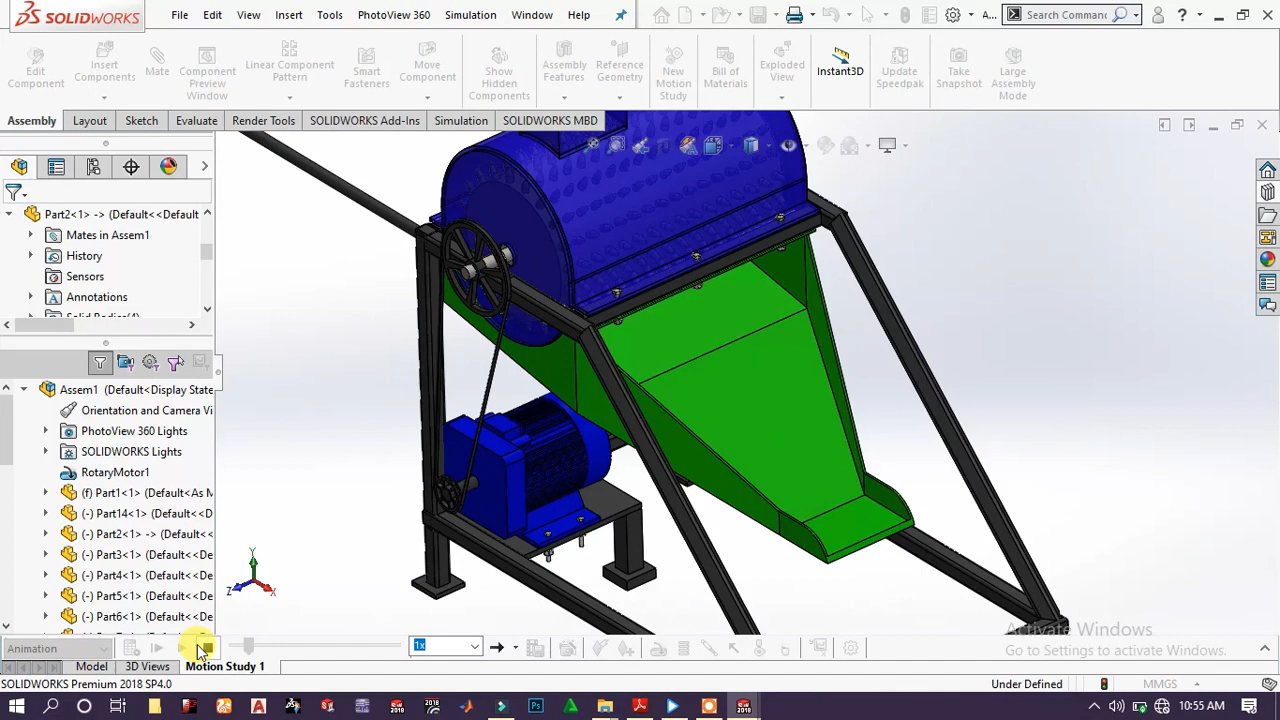 SOLIDWORKS
File Edit View Insert Tools PhotoView 360 Simulation Window Help
A...
Search Comman
Edit Component
Insert Components
Mate
Component Preview Window
Linear Component Pattern
Smart Fasteners
Move Component
Show Hidden Components
Assembly Features
Reference Geometry
New Motion Study
Bill of Materials
Exploded View
Instant3D
Update Speedpak
Take Snapshot
Large Assembly Mode
Assembly Layout Sketch Evaluate Render Tools SOLIDWORKS Add-Ins Simulation SOLIDWORKS MBD
Part2<1> -> (Default<<Default
Mates in Assem1
History
Sensors
Annotations
Solid Bodies(4)
Assem1 (Default<Display State
Orientation and Camera Vi
PhotoView 360 Lights
SOLIDWORKS Lights
RotaryMotor1
(f) Part1<1> (Default<As M
(-) Part14<1> (Default<<D
(-) Part2<1> -> (Default<<
(-) Part3<1> (Default<<De
(-) Part4<1> (Default<<De
(-) Part5<1> (Default<<De
(-) Part6<1> (Default<<De
Y
Z
X
Activate Windows
Go to Settings to activate Windows.
Animation
1x
Model 3D Views Motion Study 1
SOLIDWORKS Premium 2018 SP4.0
Under Defined
MMGS
10:55 AM